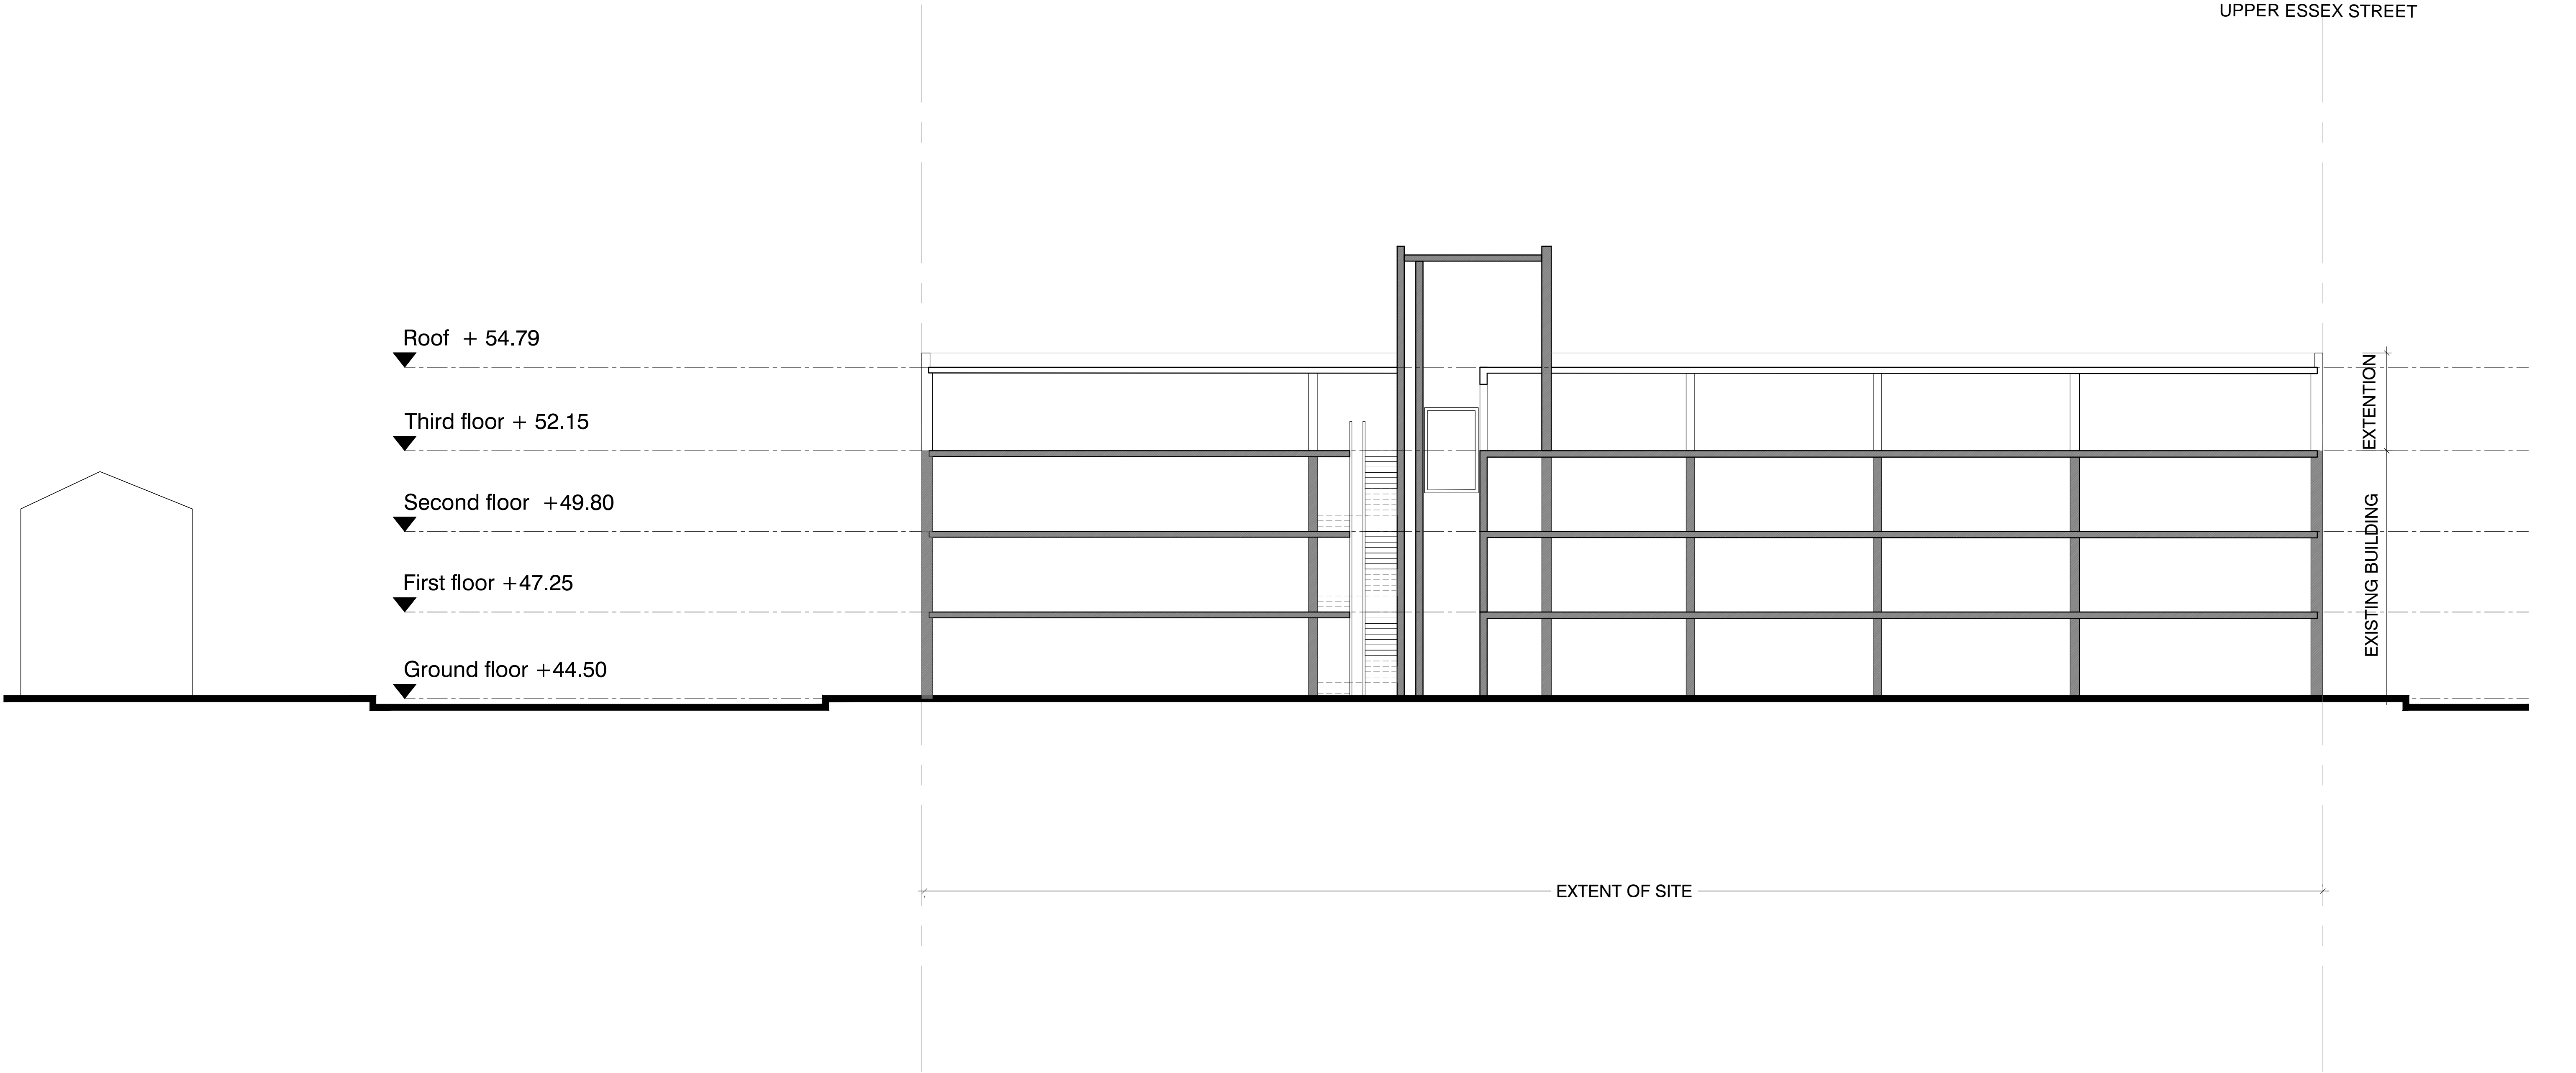 UPPER ESSEX STREET
Roof + 54.79
Third floor + 52.15
Second floor +49.80
First floor +47.25
Ground floor +44.50
EXTENTION
EXISTING BUILDING
EXTENT OF SITE